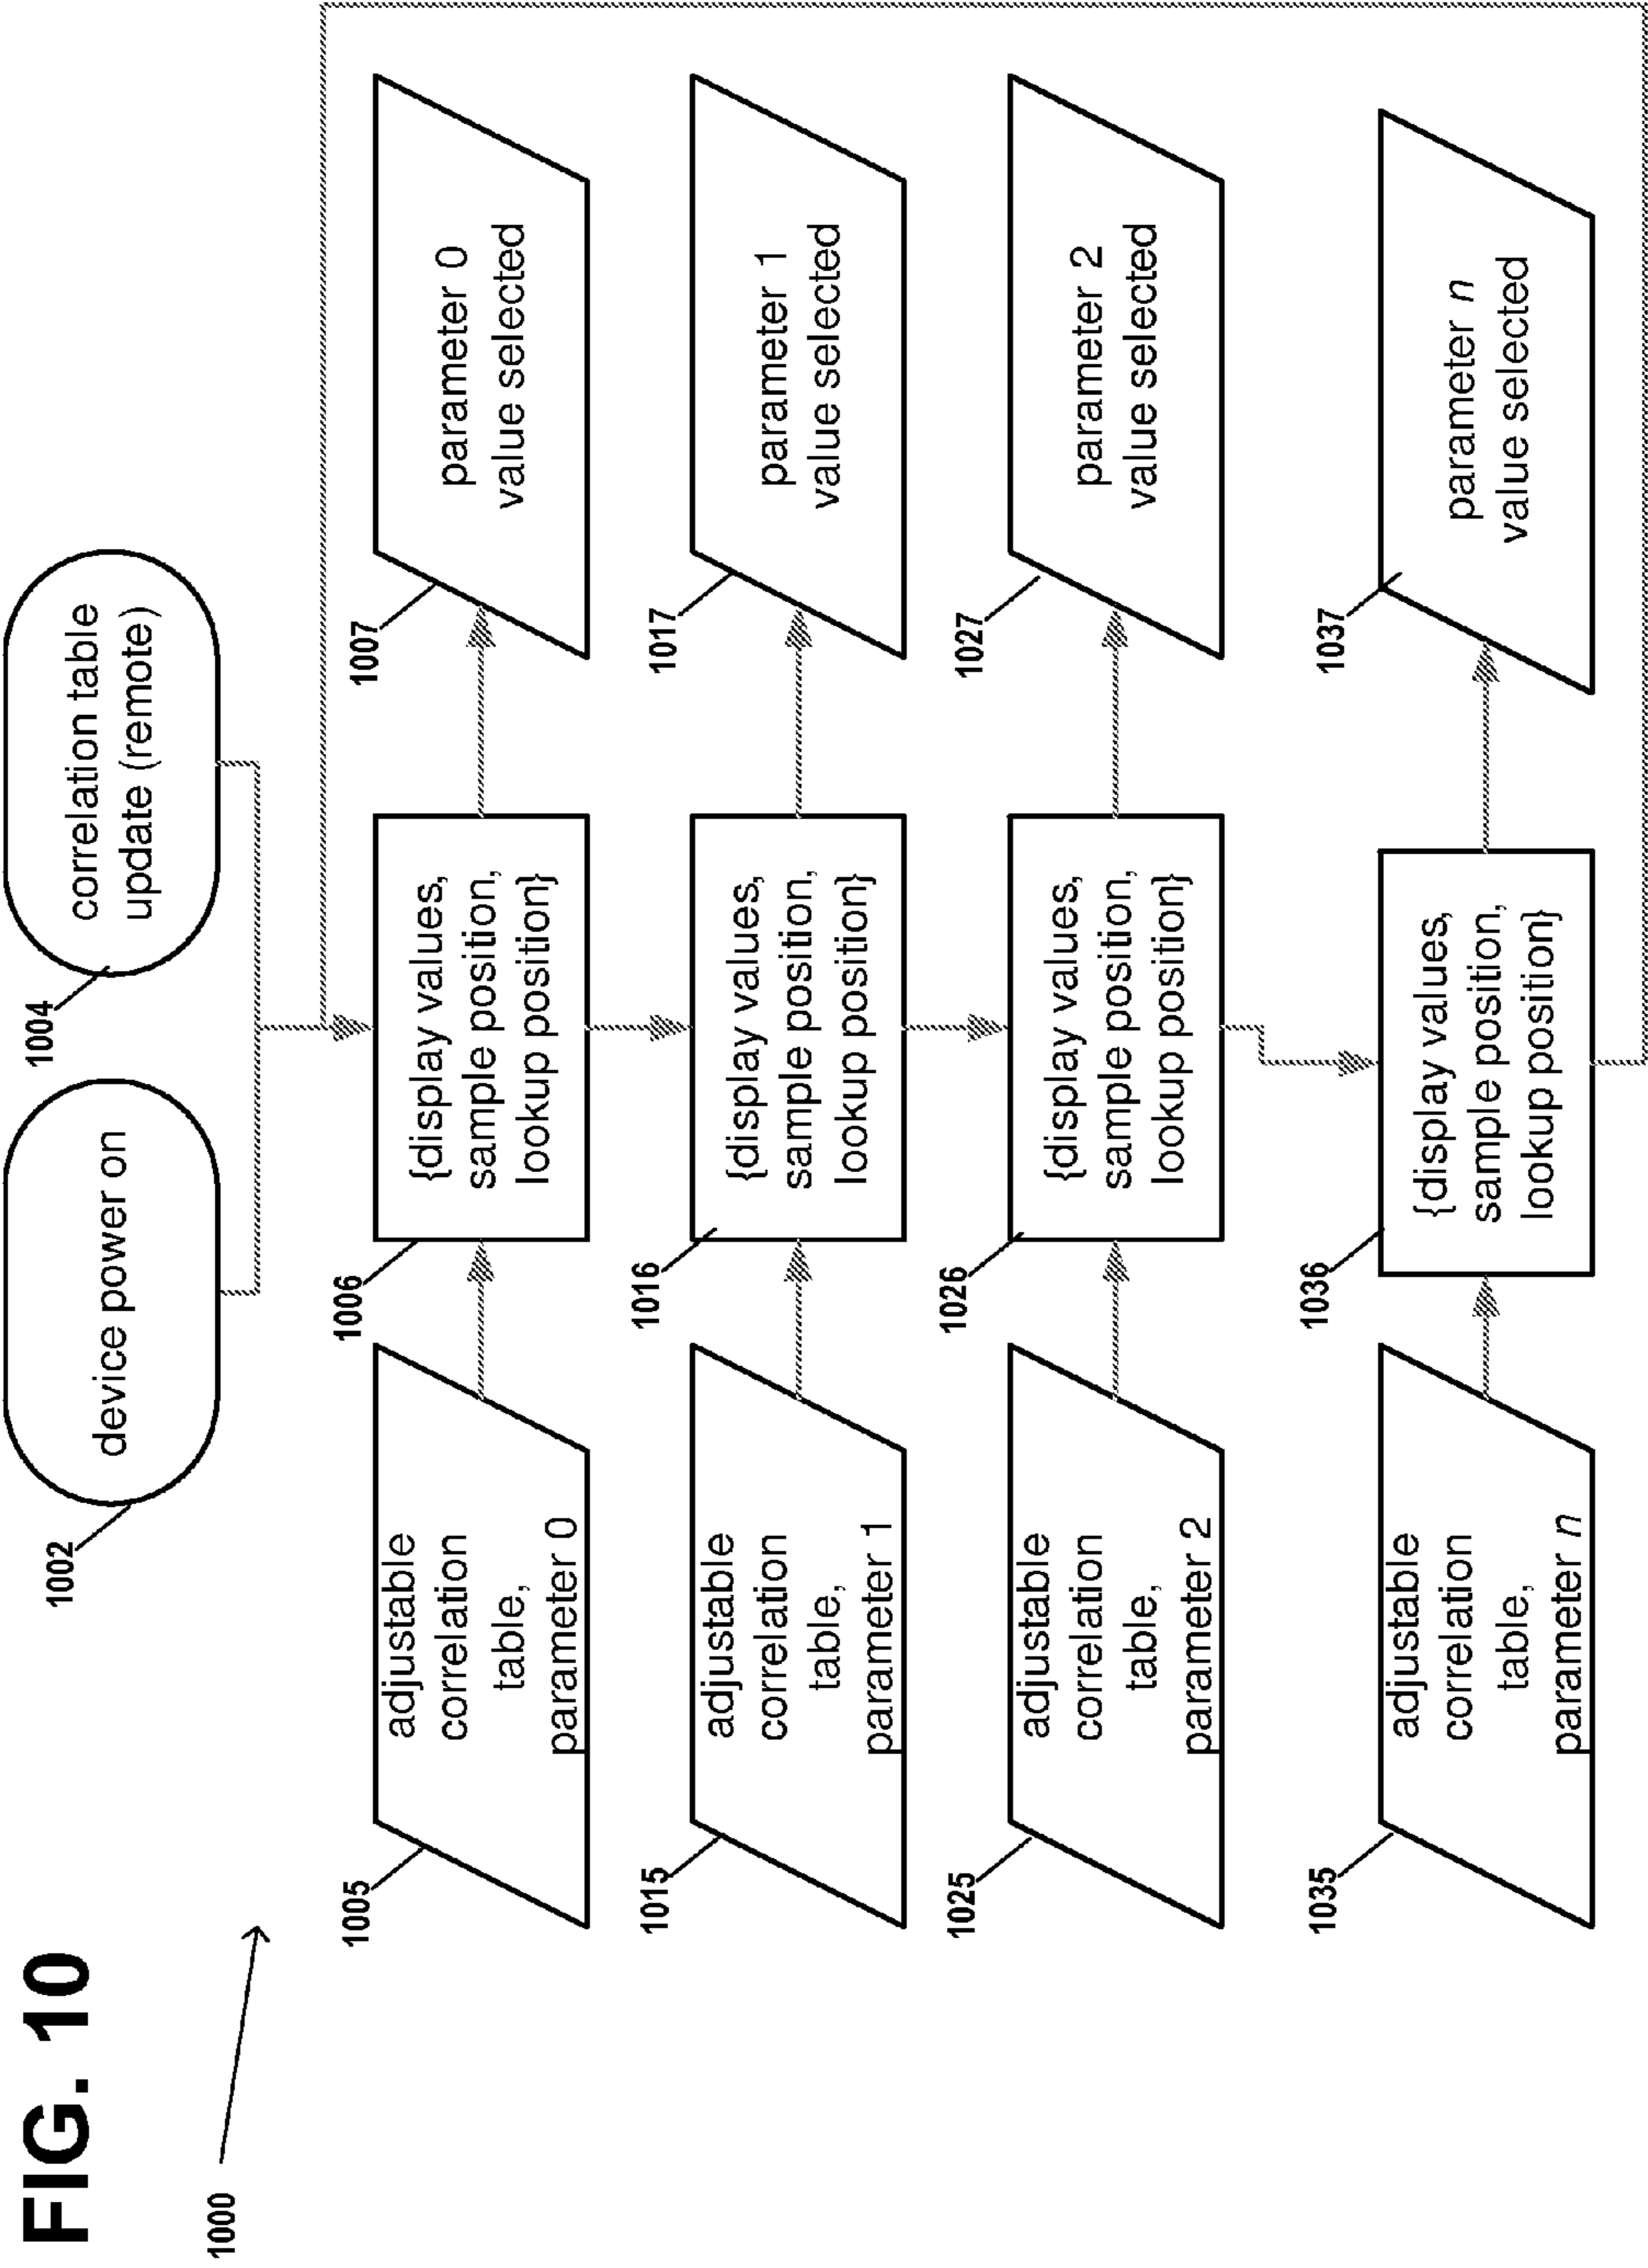 FIG. 10
1000
1002
device power on
1004
correlation table
update (remote)
1005
adjustable
correlation
table,
parameter 0
1006
{display values,
sample position,
lookup position}
1007
parameter 0
value selected
1015
adjustable
correlation
table,
parameter 1
1016
{display values,
sample position,
lookup position}
1017
parameter 1
value selected
1025
adjustable
correlation
table,
parameter 2
1026
{display values,
sample position,
lookup position}
1027
parameter 2
value selected
1035
adjustable
correlation
table,
parameter n
1036
{display values,
sample position,
lookup position}
1037
parameter n
value selected